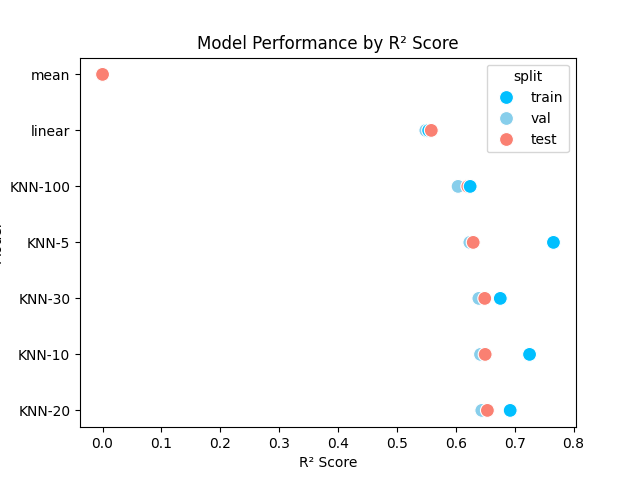 Model Performance by R² Score
split
train
val
test
mean
linear
KNN-100
KNN-5
KNN-30
KNN-10
KNN-20
0.0 0.1 0.2 0.3 0.4 0.5 0.6 0.7 0.8
R² Score